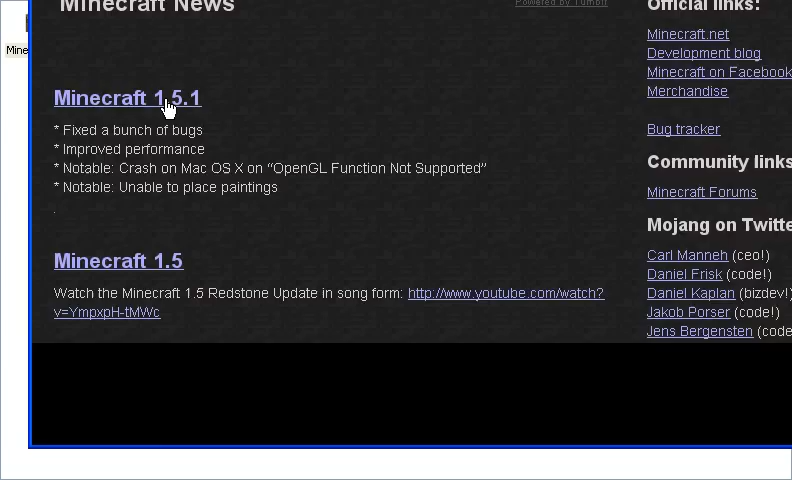 Minecraft News
Powered by Tumblr
Mine
Minecraft 1.5.1
* Fixed a bunch of bugs
* Improved performance
* Notable: Crash on Mac OS X on “OpenGL Function Not Supported”
* Notable: Unable to place paintings
.
Minecraft 1.5
Watch the Minecraft 1.5 Redstone Update in song form: http://www.youtube.com/watch?
v=YmpxpH-tMWc
Official links:
Minecraft.net
Development blog
Minecraft on Facebook
Merchandise
Bug tracker
Community links
Minecraft Forums
Mojang on Twitte
Carl Manneh (ceo!)
Daniel Frisk (code!)
Daniel Kaplan (bizdev!)
Jakob Porser (code!)
Jens Bergensten (code